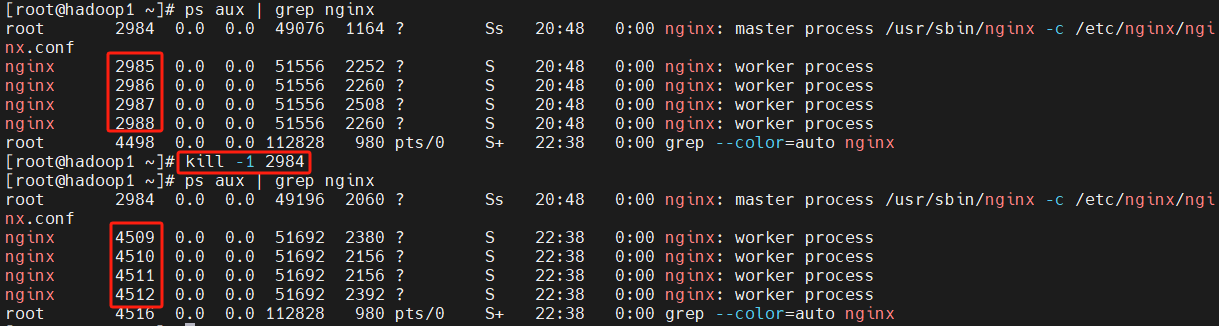 [root@hadoop1 ~]# ps aux | grep nginx
root      2984  0.0  0.0  49076  1164 ?        Ss   20:48   0:00 nginx: master process /usr/sbin/nginx -c /etc/nginx/ngi
nx.conf
nginx     2985  0.0  0.0  51556  2252 ?        S    20:48   0:00 nginx: worker process
nginx     2986  0.0  0.0  51556  2260 ?        S    20:48   0:00 nginx: worker process
nginx     2987  0.0  0.0  51556  2508 ?        S    20:48   0:00 nginx: worker process
nginx     2988  0.0  0.0  51556  2260 ?        S    20:48   0:00 nginx: worker process
root      4498  0.0  0.0 112828   980 pts/0    S+   22:38   0:00 grep --color=auto nginx
[root@hadoop1 ~]# kill -1 2984
[root@hadoop1 ~]# ps aux | grep nginx
root      2984  0.0  0.0  49196  2060 ?        Ss   20:48   0:00 nginx: master process /usr/sbin/nginx -c /etc/nginx/ngi
nx.conf
nginx     4509  0.0  0.0  51692  2380 ?        S    22:38   0:00 nginx: worker process
nginx     4510  0.0  0.0  51692  2156 ?        S    22:38   0:00 nginx: worker process
nginx     4511  0.0  0.0  51692  2156 ?        S    22:38   0:00 nginx: worker process
nginx     4512  0.0  0.0  51692  2392 ?        S    22:38   0:00 nginx: worker process
root      4516  0.0  0.0 112828   980 pts/0    S+   22:38   0:00 grep --color=auto nginx